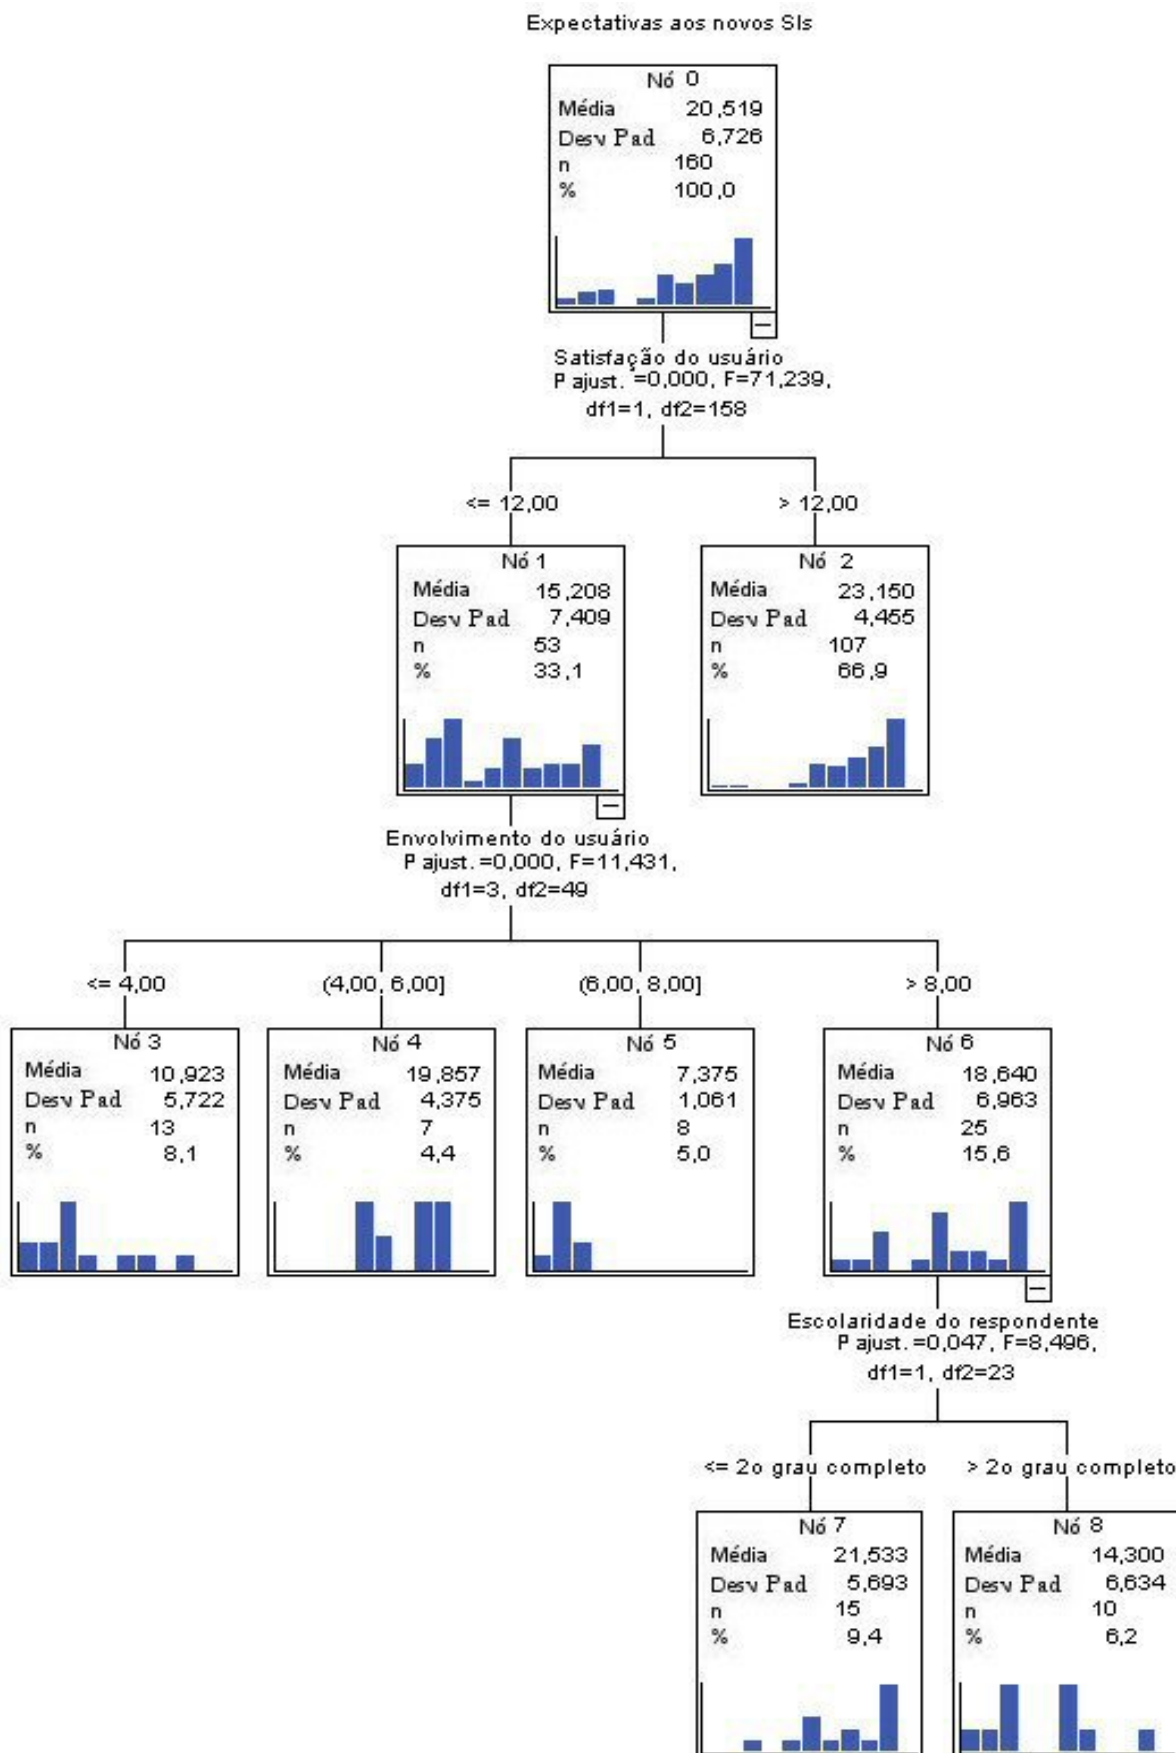 Expectativas aos novos SIs
Nó 0
Média 20,519
Desv Pad 6,726
n 160
% 100,0
Satisfação do usuário
P ajust. =0,000, F=71,239,
df1=1, df2=158
<= 12,00
> 12,00
Nó 1
Média 15,208
Desv Pad 7,409
n 53
% 33,1
Nó 2
Média 23,150
Desv Pad 4,455
n 107
% 66,9
Envolvimento do usuário
P ajust. =0,000, F=11,431,
df1=3, df2=49
<= 4,00
(4,00, 6,00]
(6,00, 8,00]
> 8,00
Nó 3
Média 10,923
Desv Pad 5,722
n 13
% 8,1
Nó 4
Média 19,857
Desv Pad 4,375
n 7
% 4,4
Nó 5
Média 7,375
Desv Pad 1,061
n 8
% 5,0
Nó 6
Média 18,640
Desv Pad 6,963
n 25
% 15,6
Escolaridade do respondente
P ajust. =0,047, F=8,496,
df1=1, df2=23
<= 2o grau completo
> 2o grau completo
Nó 7
Média 21,533
Desv Pad 5,693
n 15
% 9,4
Nó 8
Média 14,300
Desv Pad 6,634
n 10
% 6,2